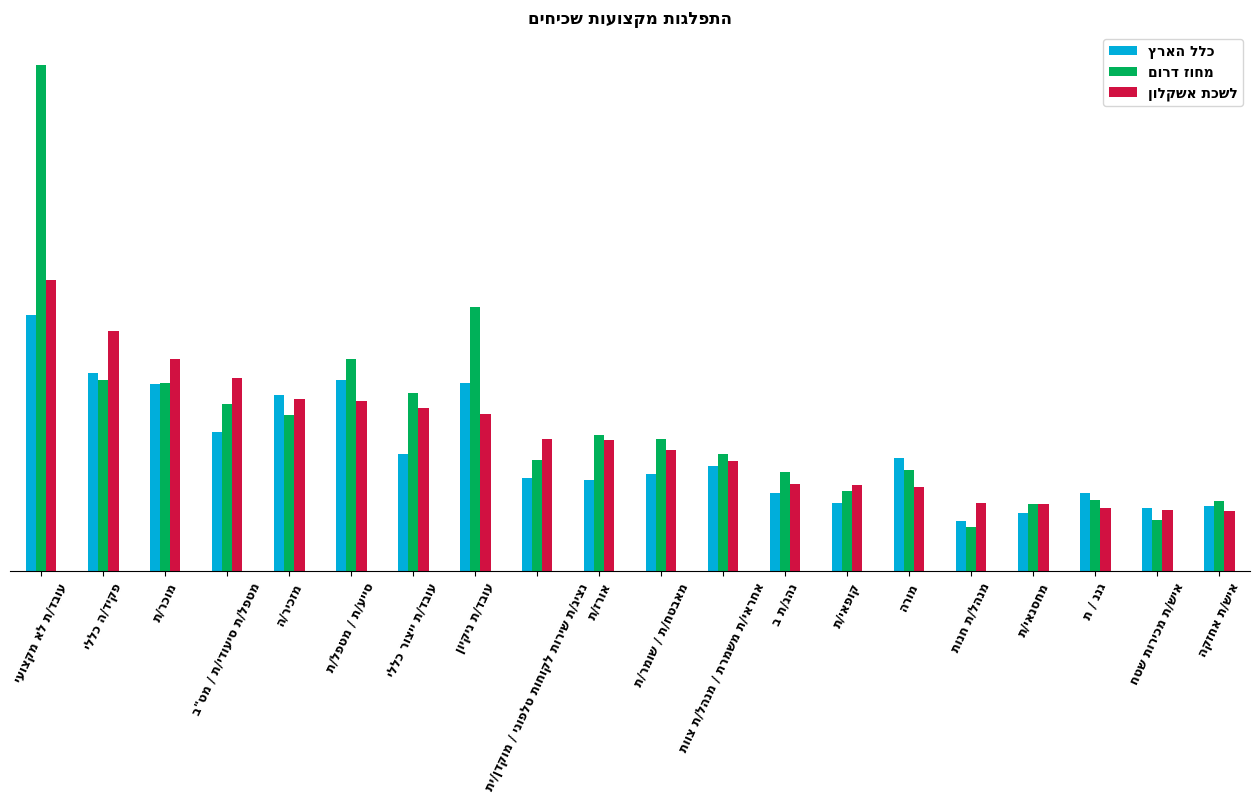 התפלגות מקצועות שכיחים
כלל הארץ
מחוז דרום
לשכת אשקלון
עובד/ת לא מקצועי
פקיד/ה כללי
מוכר/ת
מטפל/ת סיעודי/ת / מט"ב
מזכיר/ה
סייע/ת / מטפל/ת
עובד/ת ייצור כללי
עובד/ת ניקיון
נציג/ת שירות לקוחות טלפוני / מוקדן/ית
אורז/ת
מאבטח/ת / שומר/ת
אחראי/ת משמרת / מנהל/ת צוות
נהג/ת ב
קופאי/ת
מורה
מנהל/ת חנות
מחסנאי/ת
גנן / ת
איש/ת מכירות שטח
איש/ת אחזקה